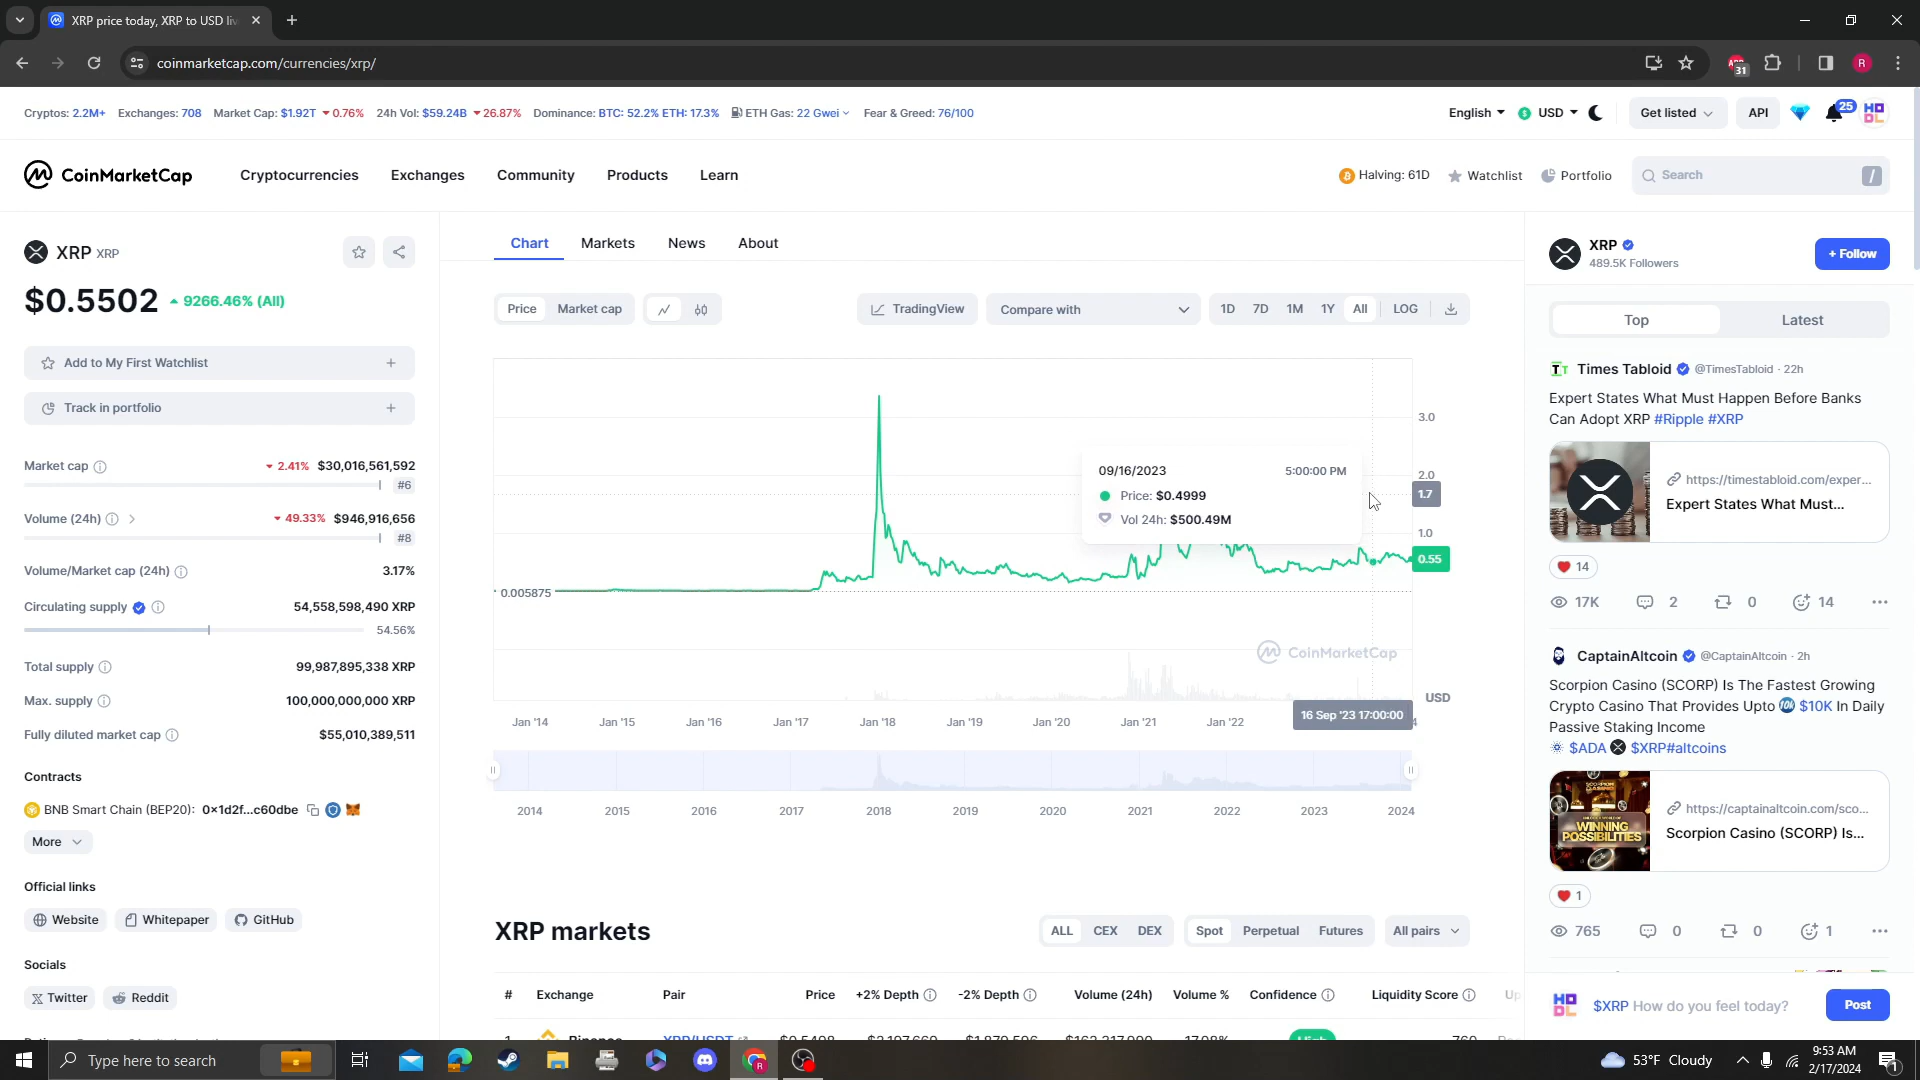 XRP price today, XRP to USD liv
coinmarketcap.com/currencies/xrp/
31
R
Cryptos: 2.2M+ Exchanges: 708 Market Cap: $1.92T 0.76% 24h Vol: $59.24B 26.87% Dominance: BTC: 52.2% ETH: 17.3% ETH Gas: 22 Gwei Fear & Greed: 76/100
English USD Get listed API 25
CoinMarketCap
Cryptocurrencies Exchanges Community Products Learn
Halving: 61D Watchlist Portfolio Search /
XRP XRP
$0.5502 9266.46% (All)
Add to My First Watchlist +
Track in portfolio +
Market cap 2.41% $30,016,561,592
#6
Volume (24h) 49.33% $946,916,656
#8
Volume/Market cap (24h) 3.17%
Circulating supply 54,558,598,490 XRP
54.56%
Total supply 99,987,895,338 XRP
Max. supply 100,000,000,000 XRP
Fully diluted market cap $55,010,389,511
Contracts
BNB Smart Chain (BEP20): 0x1d2f...c60dbe
More
Official links
Website Whitepaper GitHub
Socials
Twitter Reddit
Chart Markets News About
Price Market cap TradingView Compare with 1D 7D 1M 1Y All LOG
3.0
2.0
1.7
1.0
0.55
09/16/2023 5:00:00 PM
Price: $0.4999
Vol 24h: $500.49M
0.005875
CoinMarketCap
USD
Jan '14 Jan '15 Jan '16 Jan '17 Jan '18 Jan '19 Jan '20 Jan '21 Jan '22 16 Sep '23 17:00:00 4
2014 2015 2016 2017 2018 2019 2020 2021 2022 2023 2024
XRP markets
ALL CEX DEX Spot Perpetual Futures All pairs
# Exchange Pair Price +2% Depth -2% Depth Volume (24h) Volume % Confidence Liquidity Score Up
1 Binance XRP/USDT
XRP
489.5K Followers
+ Follow
Top Latest
Times Tabloid @TimesTabloid · 22h
Expert States What Must Happen Before Banks
Can Adopt XRP #Ripple #XRP
https://timestabloid.com/exper...
Expert States What Must...
14
17K 2 0 14
CaptainAltcoin @CaptainAltcoin · 2h
Scorpion Casino (SCORP) Is The Fastest Growing
Crypto Casino That Provides Upto $10K In Daily
Passive Staking Income
$ADA $XRP#altcoins
WINNING
POSSIBILITIES
https://captainaltcoin.com/sco...
Scorpion Casino (SCORP) Is...
1
765 0 0 1
$XRP How do you feel today? Post
Type here to search
53°F Cloudy
9:53 AM
2/17/2024
1